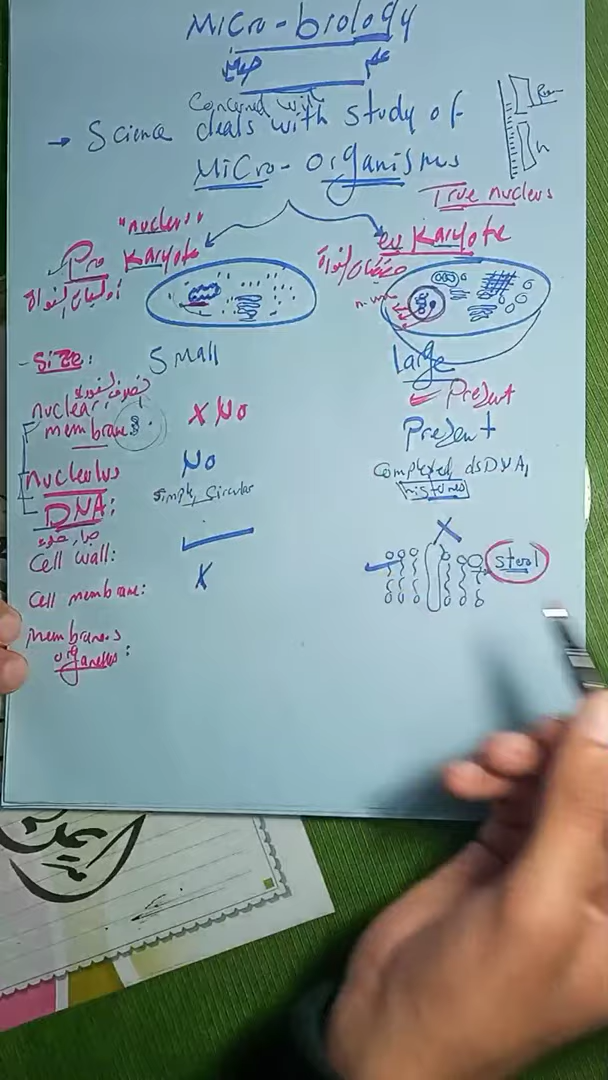 Micro-biology
علم
Concerned with
→ Science deals with study of
Micro-organisms
True nucleus
"nucleus"
Pro Karyote
eu Karyote
- Size: Small Large
nuclear membrane: X No ✓ Present
nucleolus No Present
DNA: Simple, Circular Complexed dsDNA,
histones
Cell wall: ✓ X
Cell membrane: X ✓ sterol
membranous
organelles: